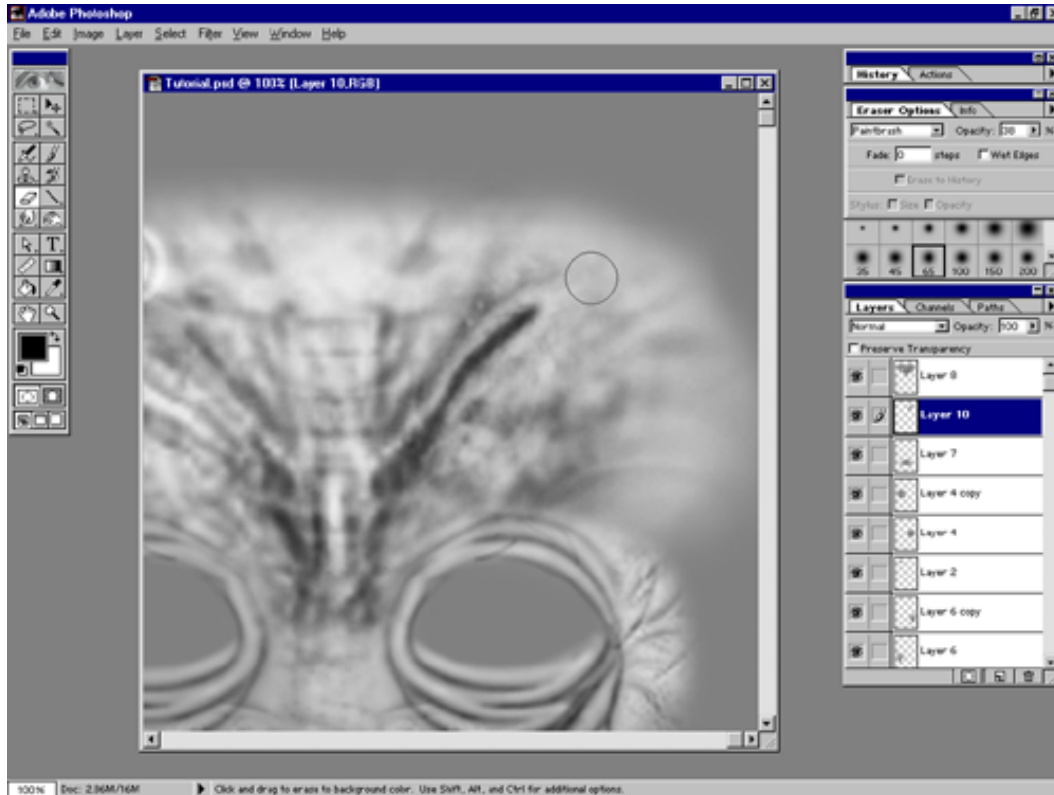 Adobe Photoshop
File Edit Image Layer Select Filter View Window Help
Tutorial.psd @ 100% (Layer 10,RGB)
History Actions
Eraser Options Info
Paintbrush Opacity: 38 %
Fade: 0 steps Wet Edges
Erase to History
Stylus: Size Opacity
35 45 65 100 150 200
Layers Channels Paths
Normal Opacity: 100 %
Preserve Transparency
Layer 8
Layer 10
Layer 7
Layer 4 copy
Layer 4
Layer 2
Layer 6 copy
Layer 6
100% Doc: 2.86M/16M Click and drag to erase to background color. Use Shift, Alt, and Ctrl for additional options.